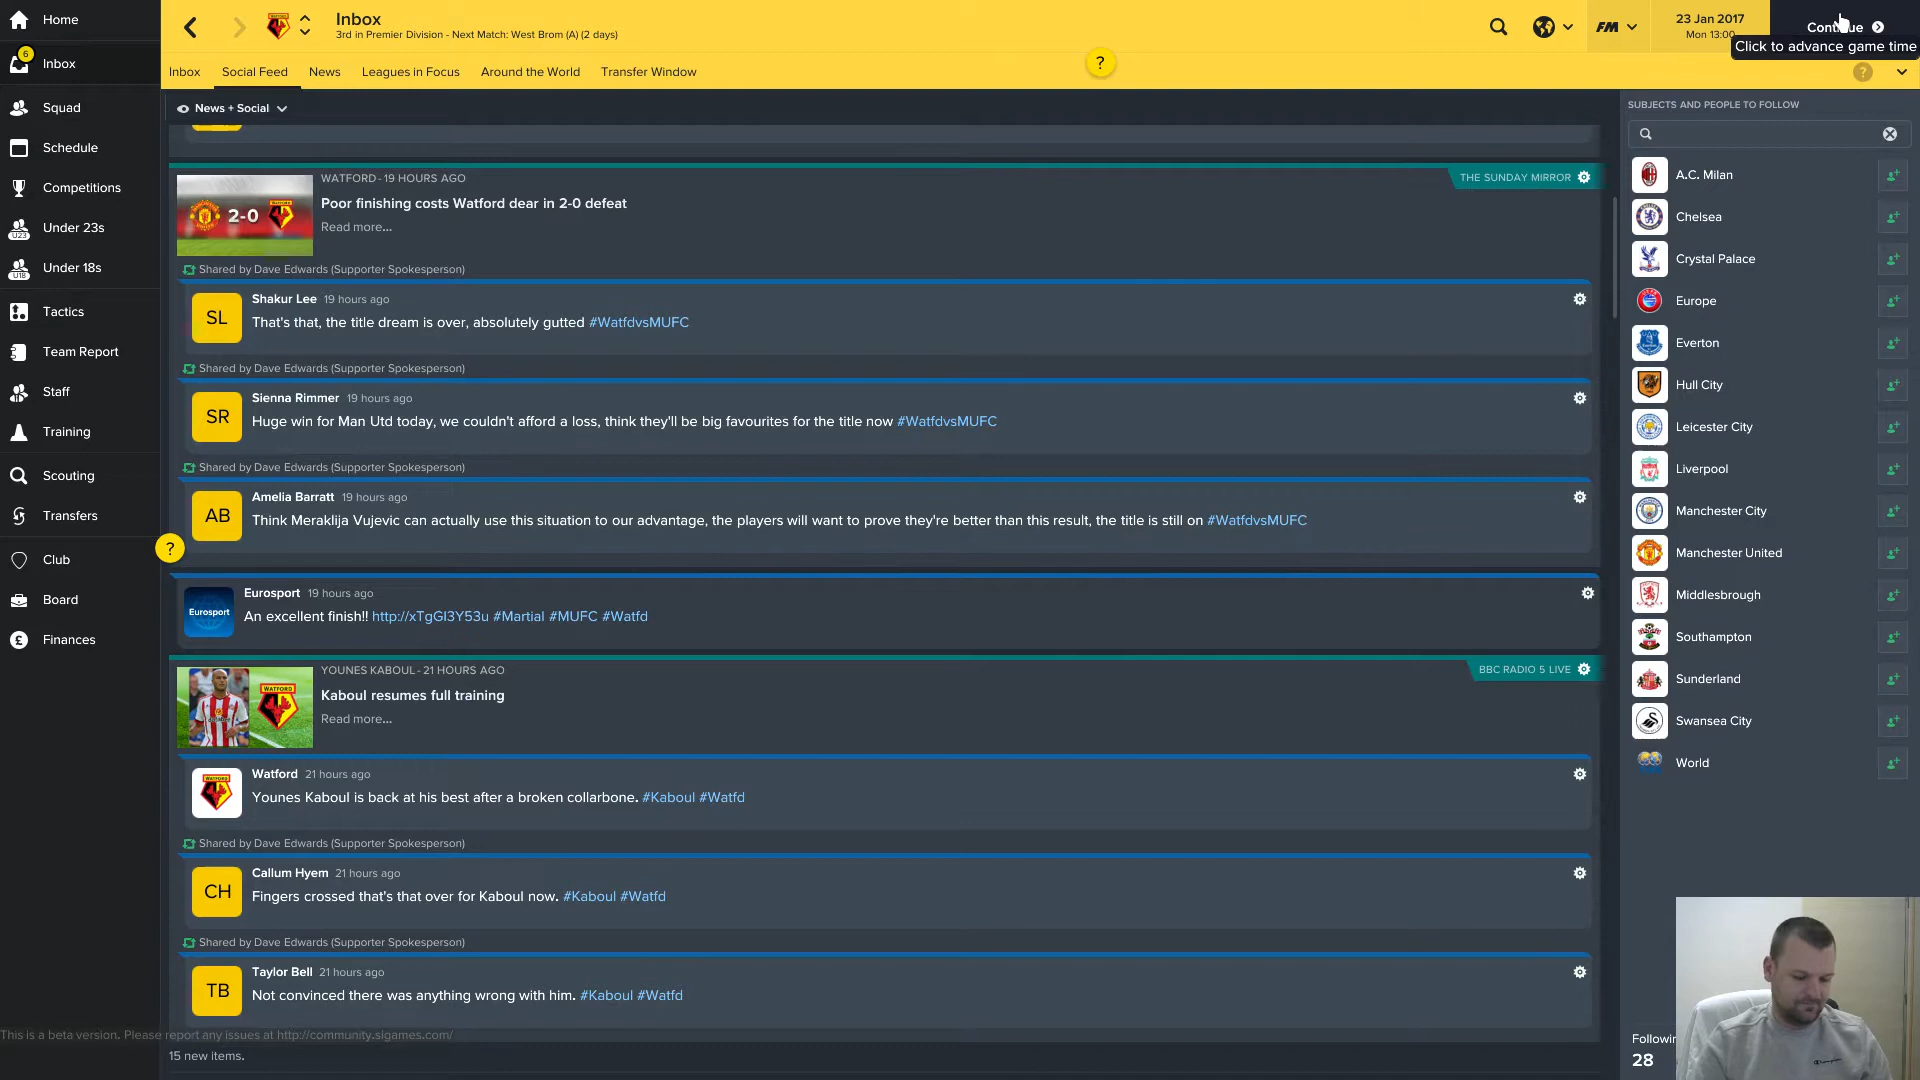 Home
6
Inbox
Squad
Schedule
Competitions
U23
Under 23s
U18
Under 18s
Tactics
Team Report
Staff
Training
Scouting
Transfers
Club
Board
£
Finances
Inbox
3rd in Premier Division - Next Match: West Brom (A) (2 days)
FM
23 Jan 2017
Mon 13:00
Continue
Click to advance game time
Inbox
Social Feed
News
Leagues in Focus
Around the World
Transfer Window
?
?
News + Social
WATFORD - 19 HOURS AGO
THE SUNDAY MIRROR
2-0
Poor finishing costs Watford dear in 2-0 defeat
Read more...
Shared by Dave Edwards (Supporter Spokesperson)
SL
Shakur Lee 19 hours ago
That's that, the title dream is over, absolutely gutted #WatfdvsMUFC
Shared by Dave Edwards (Supporter Spokesperson)
SR
Sienna Rimmer 19 hours ago
Huge win for Man Utd today, we couldn't afford a loss, think they'll be big favourites for the title now #WatfdvsMUFC
Shared by Dave Edwards (Supporter Spokesperson)
AB
Amelia Barratt 19 hours ago
Think Meraklija Vujevic can actually use this situation to our advantage, the players will want to prove they're better than this result, the title is still on #WatfdvsMUFC
?
Eurosport
Eurosport 19 hours ago
An excellent finish!! http://xTgGI3Y53u #Martial #MUFC #Watfd
YOUNES KABOUL - 21 HOURS AGO
BBC RADIO 5 LIVE
WATFORD
Kaboul resumes full training
Read more...
WATFORD
Watford 21 hours ago
Younes Kaboul is back at his best after a broken collarbone. #Kaboul #Watfd
Shared by Dave Edwards (Supporter Spokesperson)
CH
Callum Hyem 21 hours ago
Fingers crossed that's that over for Kaboul now. #Kaboul #Watfd
Shared by Dave Edwards (Supporter Spokesperson)
TB
Taylor Bell 21 hours ago
Not convinced there was anything wrong with him. #Kaboul #Watfd
This is a beta version. Please report any issues at http://community.sigames.com/
15 new items.
SUBJECTS AND PEOPLE TO FOLLOW
A.C. Milan
Chelsea
Crystal Palace
Europe
Everton
Hull City
Leicester City
Liverpool
Manchester City
Manchester United
Middlesbrough
Southampton
Sunderland
Swansea City
World
Followin
28